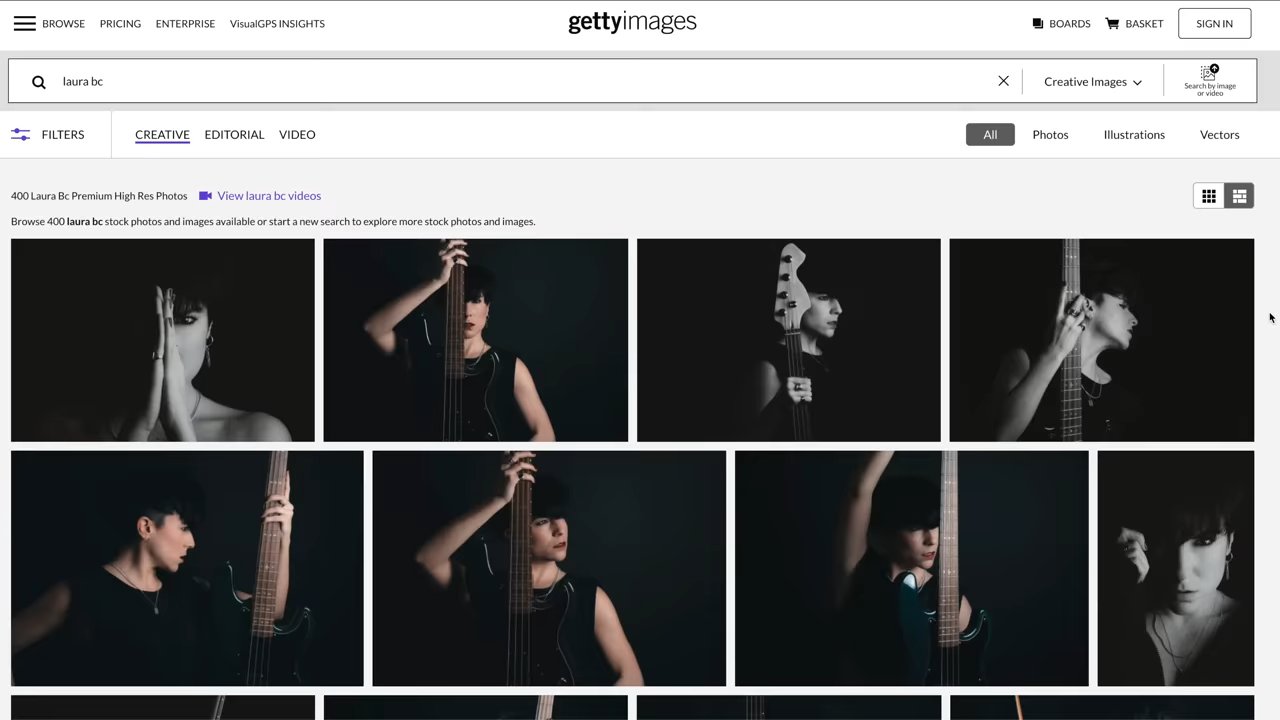 BROWSE PRICING ENTERPRISE VisualGPS INSIGHTS gettyimages BOARDS BASKET SIGN IN
laura bc Creative Images Search by image
or video
FILTERS CREATIVE EDITORIAL VIDEO All Photos Illustrations Vectors
400 Laura Bc Premium High Res Photos View laura bc videos
Browse 400 laura bc stock photos and images available or start a new search to explore more stock photos and images.